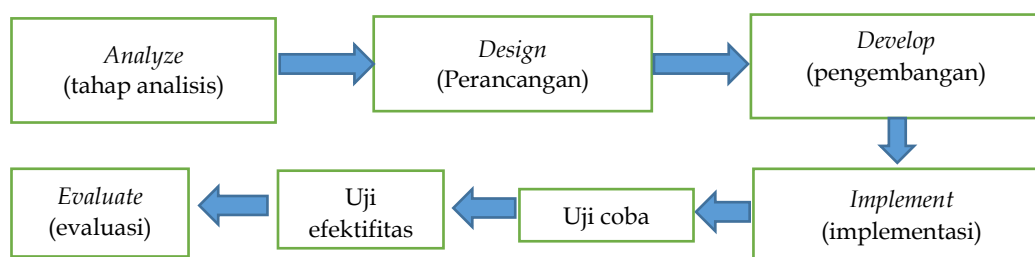 Analyze
(tahap analisis)
Design
(Perancangan)
Develop
(pengembangan)
Implement
(implementasi)
Uji coba
Uji
efektifitas
Evaluate
(evaluasi)